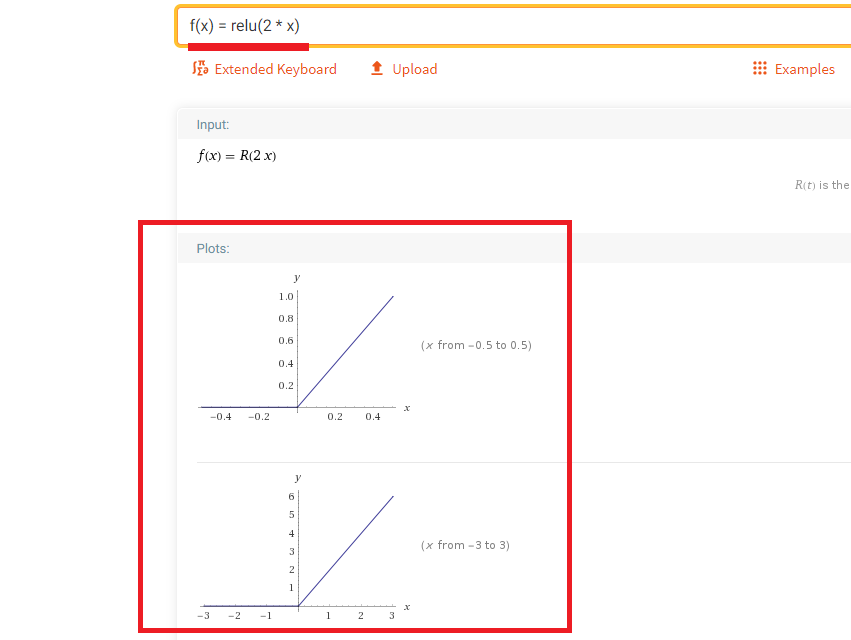 f(x) = relu(2 * x)
∫π Σ∂ Extended Keyboard Upload Examples
Input:
f(x) = R(2 x)
R(t) is the
Plots:
y
1.0
0.8
0.6
0.4
0.2
(x from −0.5 to 0.5)
−0.4 −0.2 0.2 0.4 x
y
6
5
4
3
2
1
(x from −3 to 3)
−3 −2 −1 1 2 3 x